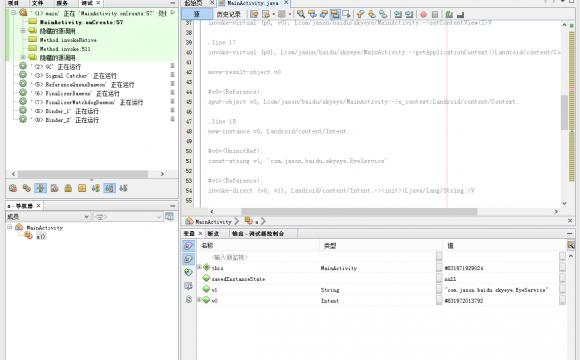 项目 文件 服务 调试 ×
'(1) main' 正在 'MainActivity.onCreate:57' 处
MainActivity.onCreate:57
隐藏的源调用
Method invokeNative
Method invoke:511
隐藏的源调用
'(2) GC' 正在运行
'(3) Signal Catcher' 正在运行
'(5) ReferenceQueueDaemon' 正在运行
'(6) FinalizerDaemon' 正在运行
'(7) FinalizerWatchdogDaemon' 正在运行
'(8) Binder_1' 正在运行
'(9) Binder_2' 正在运行
a - 导航器 ×
成员 <空>
MainActivity
a()
起始页 MainActivity.java ×
源 历史记录
37 invoke-virtual {p0, v0}, Lcom/jason/baidu/skyeye/MainActivity;->setContentView(I)V
38
39 .line 17
40 invoke-virtual {p0}, Lcom/jason/baidu/skyeye/MainActivity;->getApplicationContext()Landroid/content/Co
41
42 move-result-object v0
43
44 #v0=(Reference);
45 sput-object v0, Lcom/jason/baidu/skyeye/MainActivity;->s_context:Landroid/content/Context;
46
47 .line 18
48 new-instance v0, Landroid/content/Intent;
49
50 #v0=(UninitRef);
51 const-string v1, "com.jason.baidu.skyeye.EyeService"
52
53 #v1=(Reference);
54 invoke-direct {v0, v1}, Landroid/content/Intent;-><init>(Ljava/lang/String;)V
55
MainActivity a
变量 × 断点 输出 - 调试器控制台
名称 类型 值
<输入新监视>
this MainActivity #831971929024
savedInstanceState null
v1 String "com.jason.baidu.skyeye.EyeService"
v0 Intent #831972013792